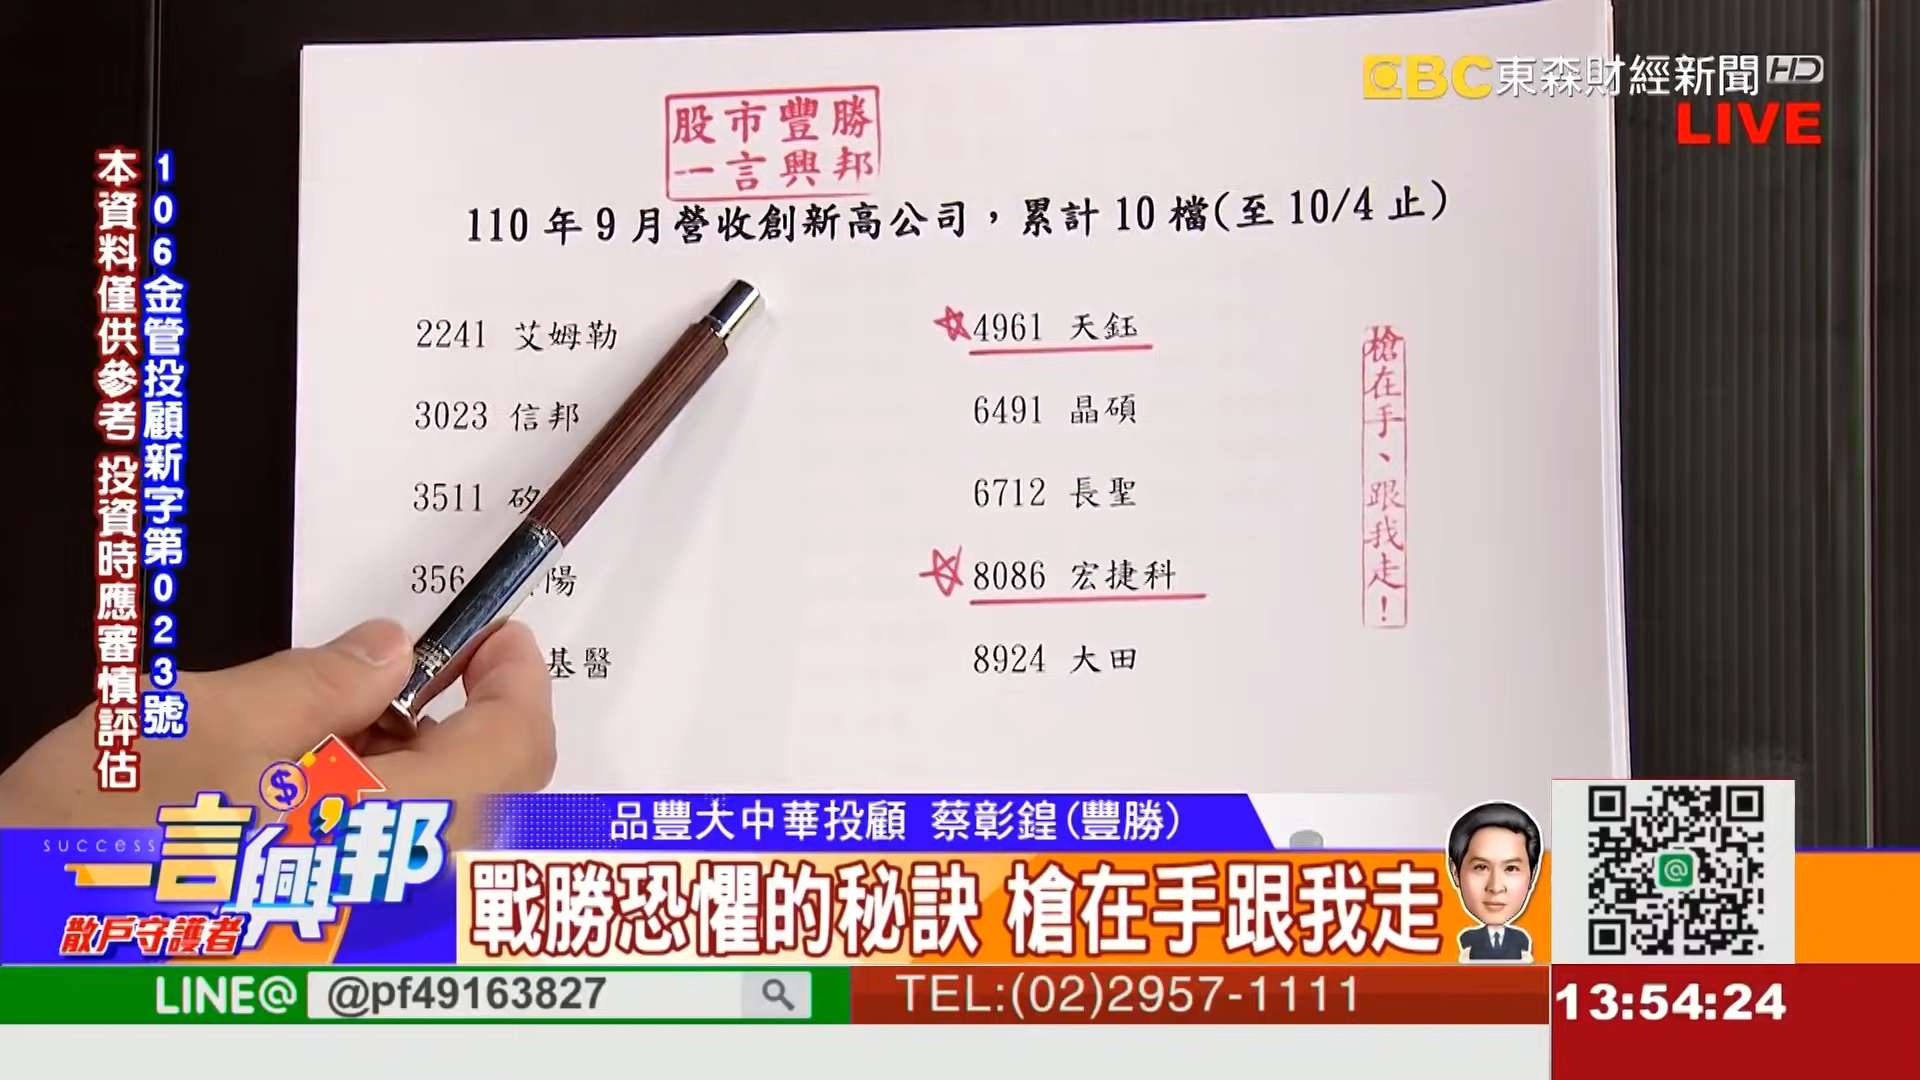 EBC東森財經新聞HD
LIVE
股市豐勝
一言興邦
110年9月營收創新高公司，累計10檔(至10/4止)
2241 艾姆勒
3023 信邦
3511 矽
356 陽
基醫
4961 天鈺
6491 晶碩
6712 長聖
8086 宏捷科
8924 大田
槍在手、跟我走！
106金管投顧新字第023號
本資料僅供參考 投資時應審慎評估
success
一言興邦
散戶守護者
品豐大中華投顧 蔡彰鍠(豐勝)
戰勝恐懼的秘訣 槍在手跟我走
LINE@ @pf49163827
TEL:(02)2957-1111
13:54:24